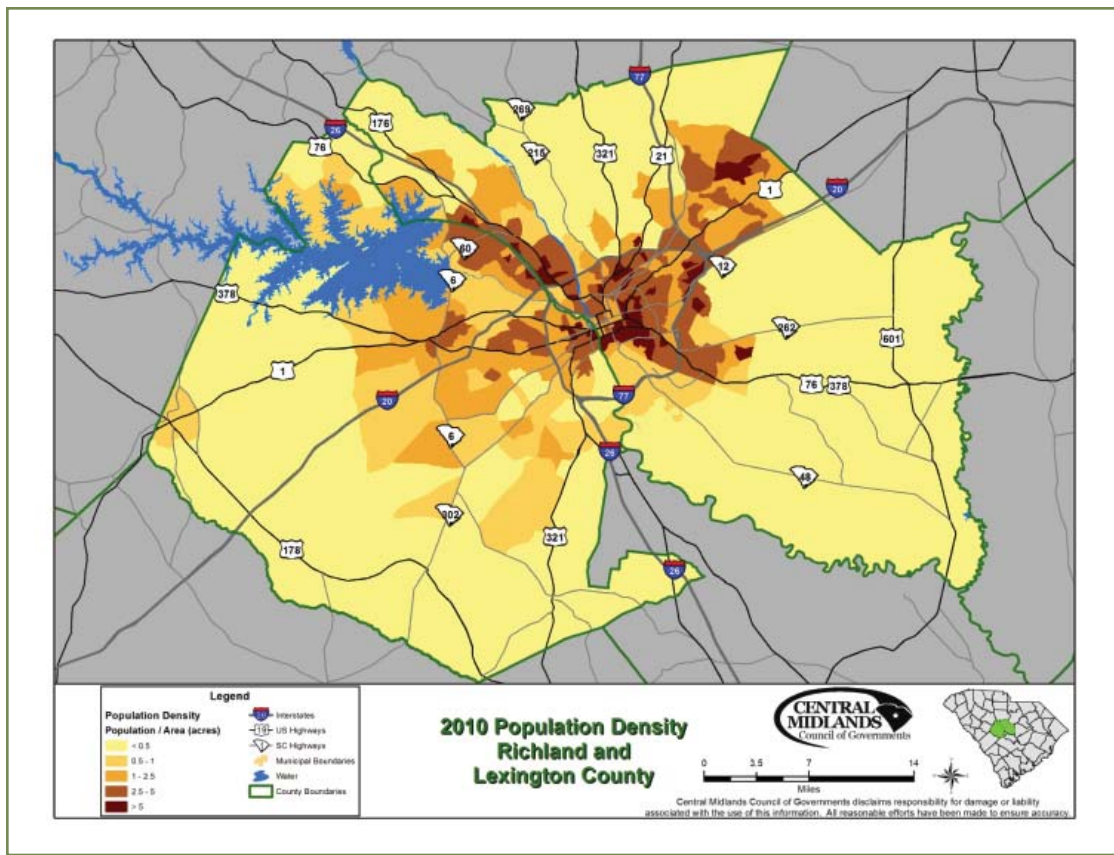 77
269
176
26
76
215
321
21
1
20
60
12
6
378
262
601
1
76
378
20
77
6
26
48
302
321
178
26
Legend
Population Density
Population / Area (acres)
< 0.5
0.5 - 1
1 - 2.5
2.5 - 5
> 5
Interstates
US Highways
SC Highways
Municipal Boundaries
Water
County Boundaries
2010 Population Density
Richland and
Lexington County
CENTRAL
MIDLANDS
Council of Governments
0 3.5 7 14
Miles
Central Midlands Council of Governments disclaims responsibility for damage or liability
associated with the use of this information. All reasonable efforts have been made to ensure accuracy.